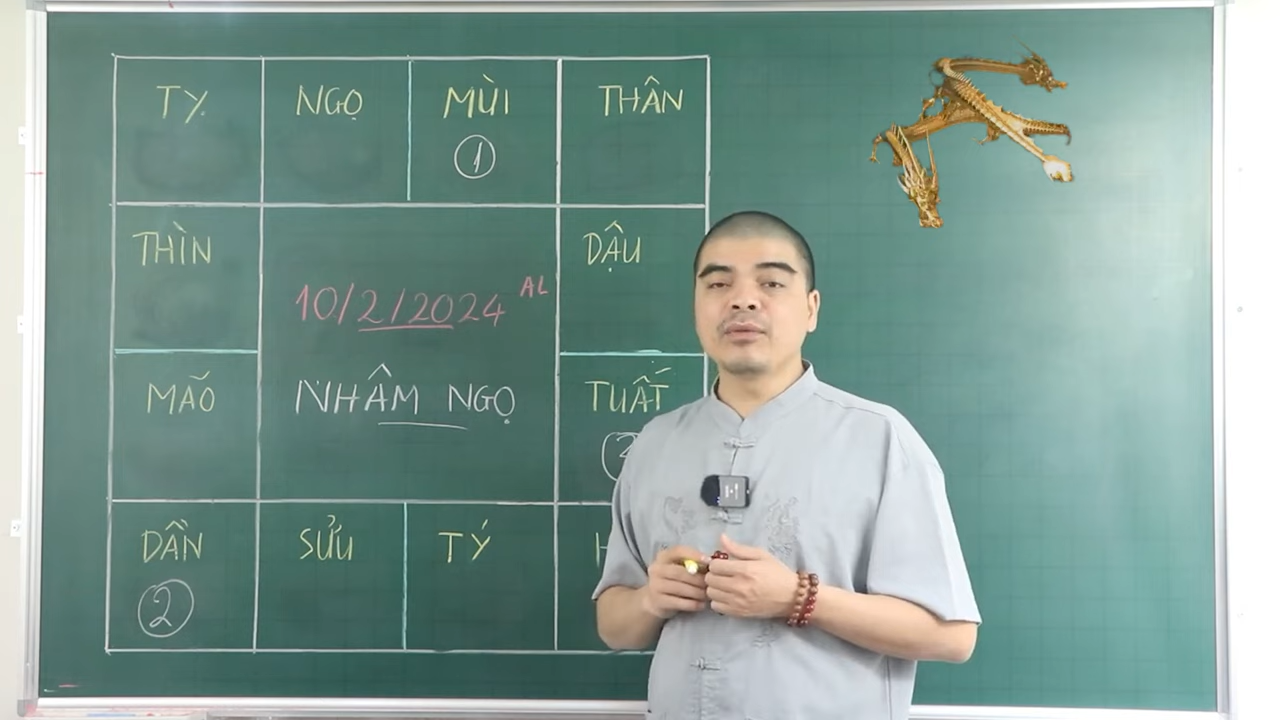 TỴ NGỌ MÙI THÂN
1
THÌN DẬU
10/2/2024 AL
MÃO NHÂM NGỌ TUẤT
DẦN SỬU TÝ
2